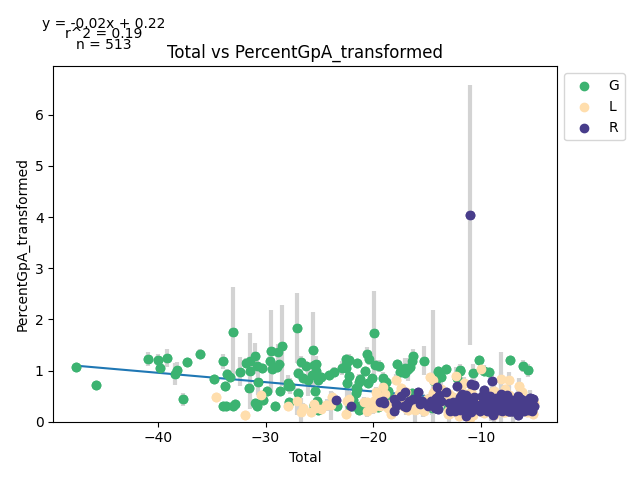 y = -0.02x + 0.22
r^2 = 0.19
n = 513
Total vs PercentGpA_transformed
G
L
R
PercentGpA_transformed
6
5
4
3
2
1
0
−40
−30
−20
−10
Total